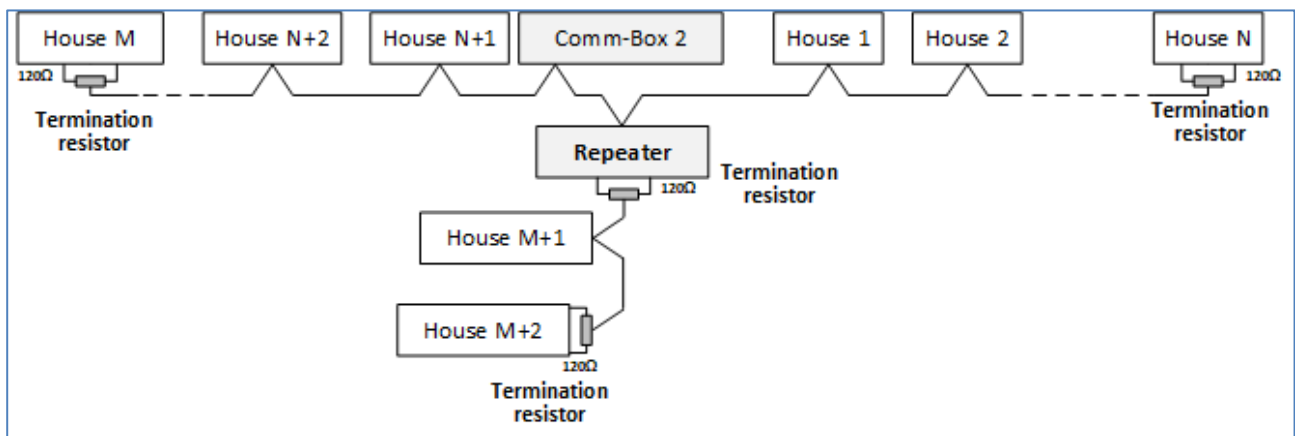 House M
House N+2
House N+1
Comm-Box 2
House 1
House 2
House N
120Ω
120Ω
Termination
resistor
Termination
resistor
Repeater
120Ω
Termination
resistor
House M+1
House M+2
120Ω
Termination
resistor